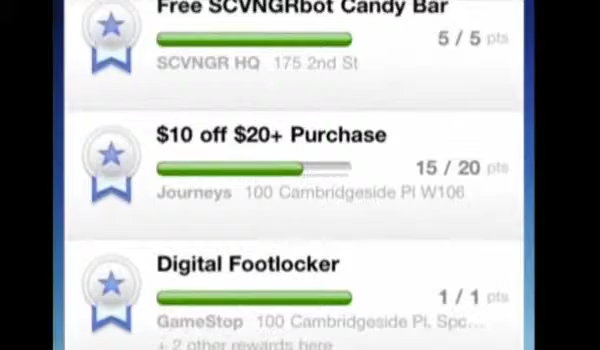 Free SCVNGRbot Candy Bar
5 / 5 pts
SCVNGR HQ 175 2nd St
$10 off $20+ Purchase
15 / 20 pts
Journeys 100 Cambridgeside Pl W106
Digital Footlocker
1 / 1 pts
GameStop 100 Cambridgeside Pl. Spc...
+ 2 other rewards here